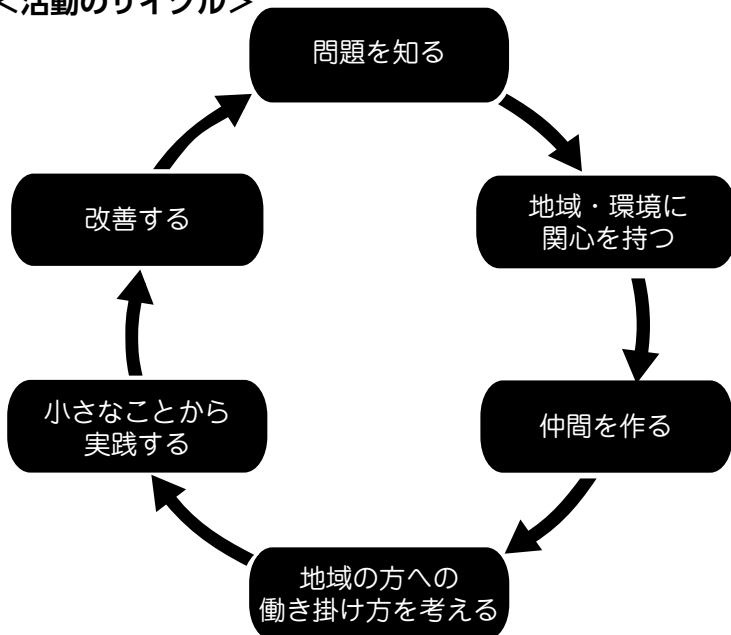 ＜活動のサイクル＞
問題を知る
地域・環境に
関心を持つ
仲間を作る
地域の方への
働き掛け方を考える
小さなことから
実践する
改善する